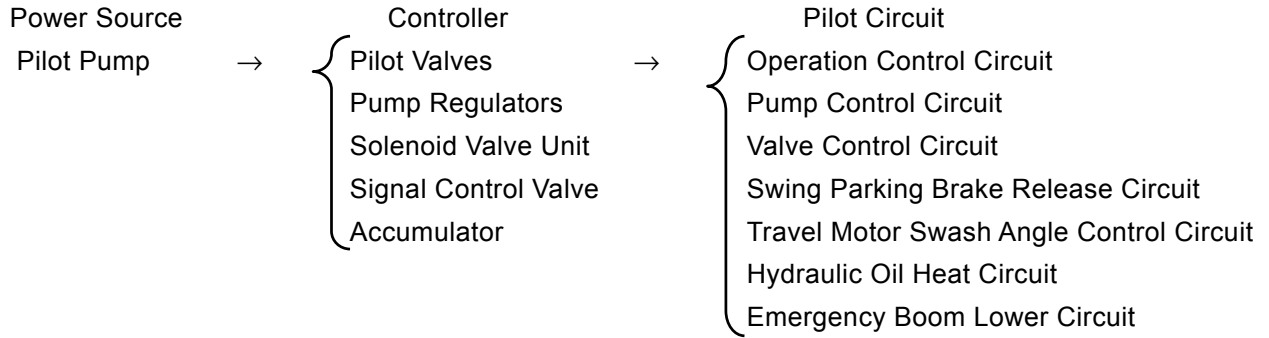 Power Source Controller Pilot Circuit
Pilot Pump → Pilot Valves → Operation Control Circuit
Pump Regulators Pump Control Circuit
Solenoid Valve Unit Valve Control Circuit
Signal Control Valve Swing Parking Brake Release Circuit
Accumulator Travel Motor Swash Angle Control Circuit
Hydraulic Oil Heat Circuit
Emergency Boom Lower Circuit